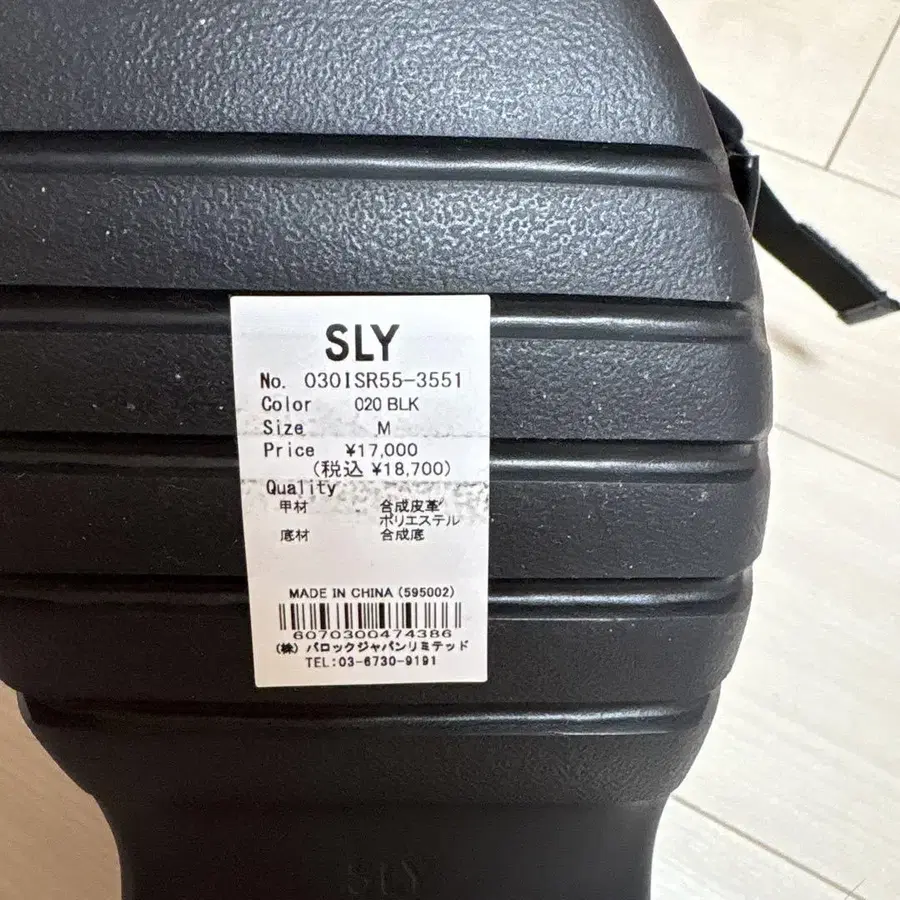 SLY
No. 030ISR55-3551
Color 020 BLK
Size M
Price ¥17,000
(税込 ¥18,700)
Quality
甲材 合成皮革
ポリエステル
底材 合成底
MADE IN CHINA (595002)
6070300474386
(株) バロックジャパンリミテッド
TEL:03-6730-9191
SLY